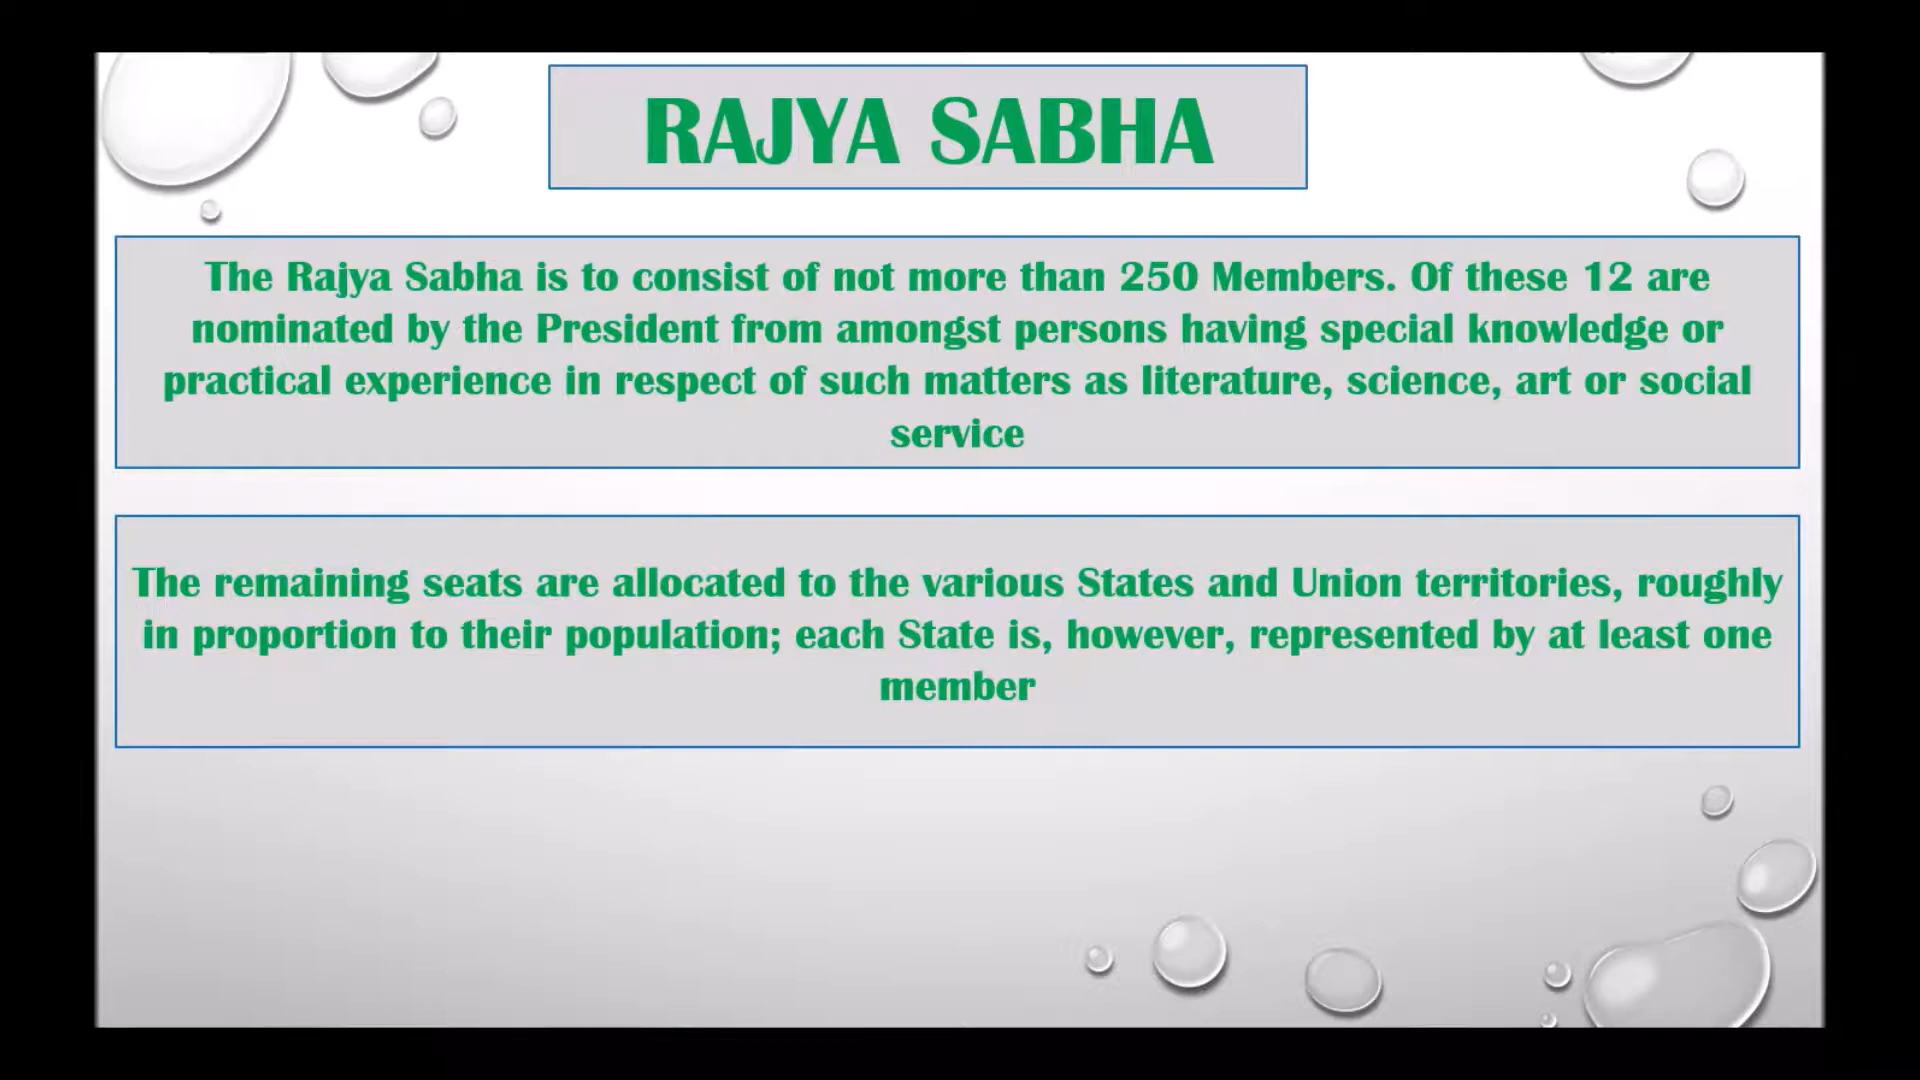 RAJYA SABHA
The Rajya Sabha is to consist of not more than 250 Members. Of these 12 are
nominated by the President from amongst persons having special knowledge or
practical experience in respect of such matters as literature, science, art or social
service
The remaining seats are allocated to the various States and Union territories, roughly
in proportion to their population; each State is, however, represented by at least one
member